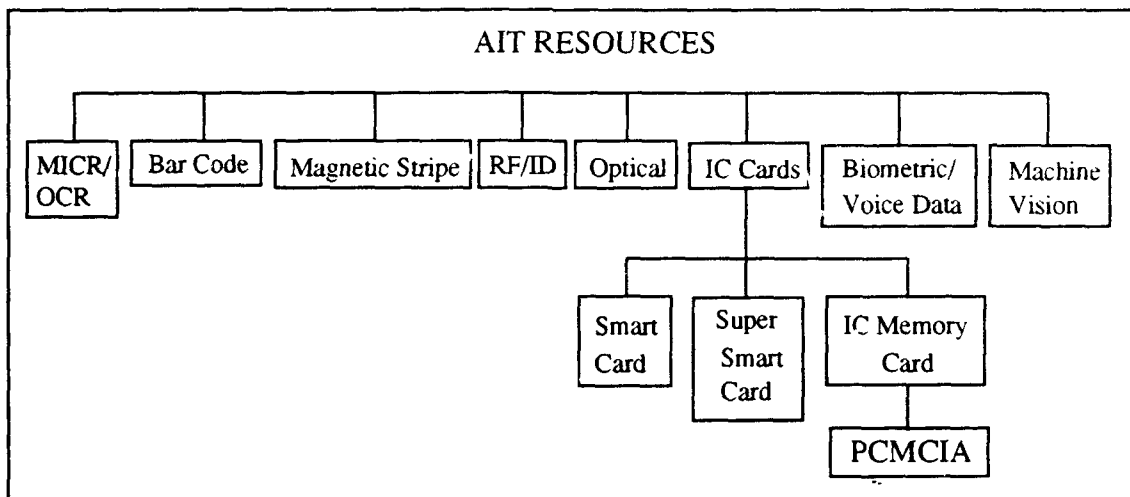 AIT RESOURCES
MICR/
OCR
Bar Code
Magnetic Stripe
RF/ID
Optical
IC Cards
Biometric/
Voice Data
Machine
Vision
Smart
Card
Super
Smart
Card
IC Memory
Card
PCMCIA